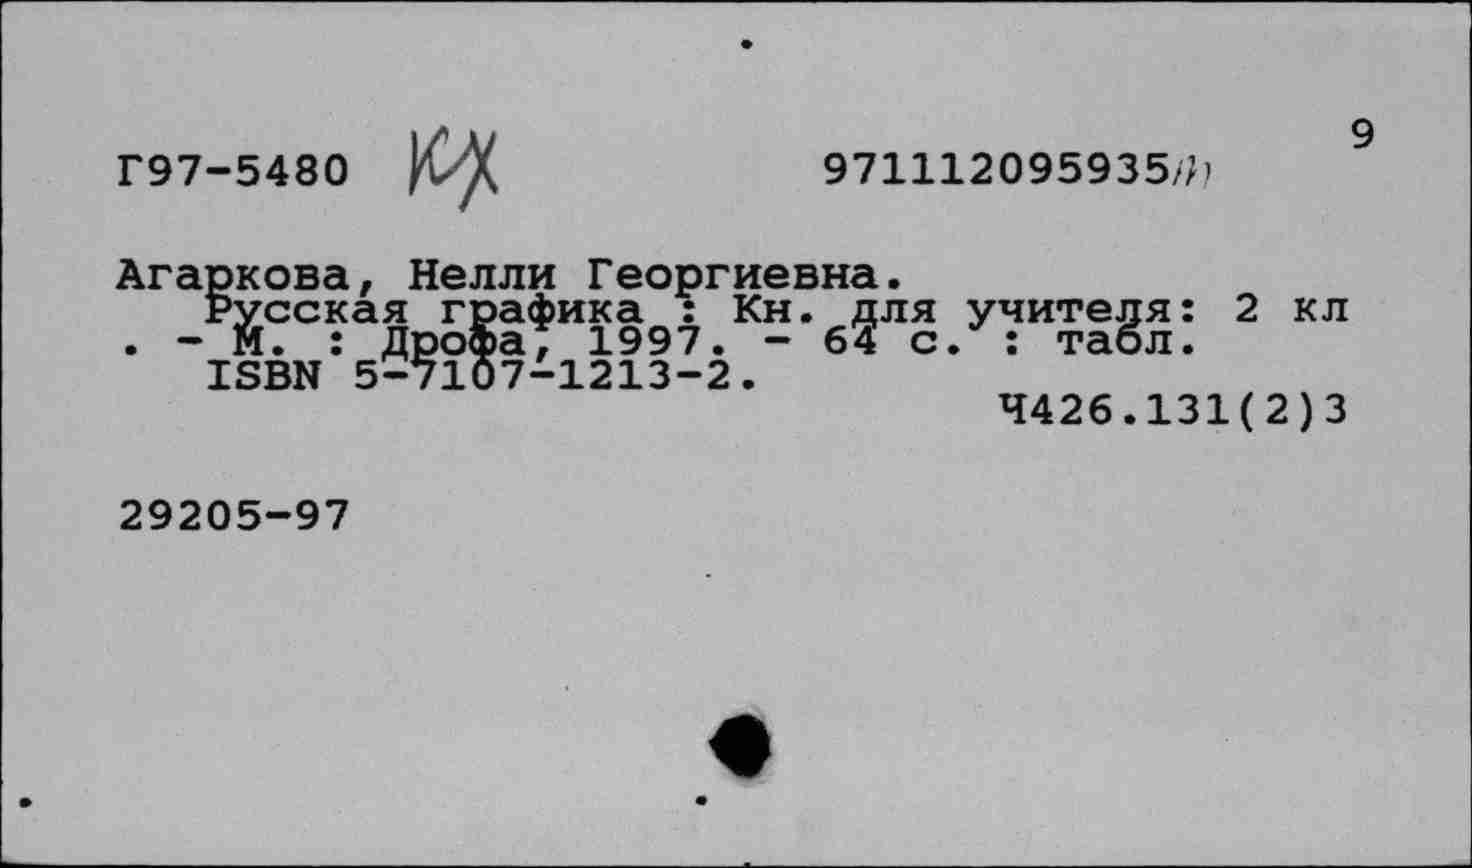 9
Г97-5480 КХ 971112095935
Агаркова, Нелли Георгиевна.
Русская графика : Кн. для учителя: 2 кл
. - М. : Дрофа, 1997. - 64 с. : табл.
ISBN 5-7107-1213-2.
Ч426.131(2)3
29205-97